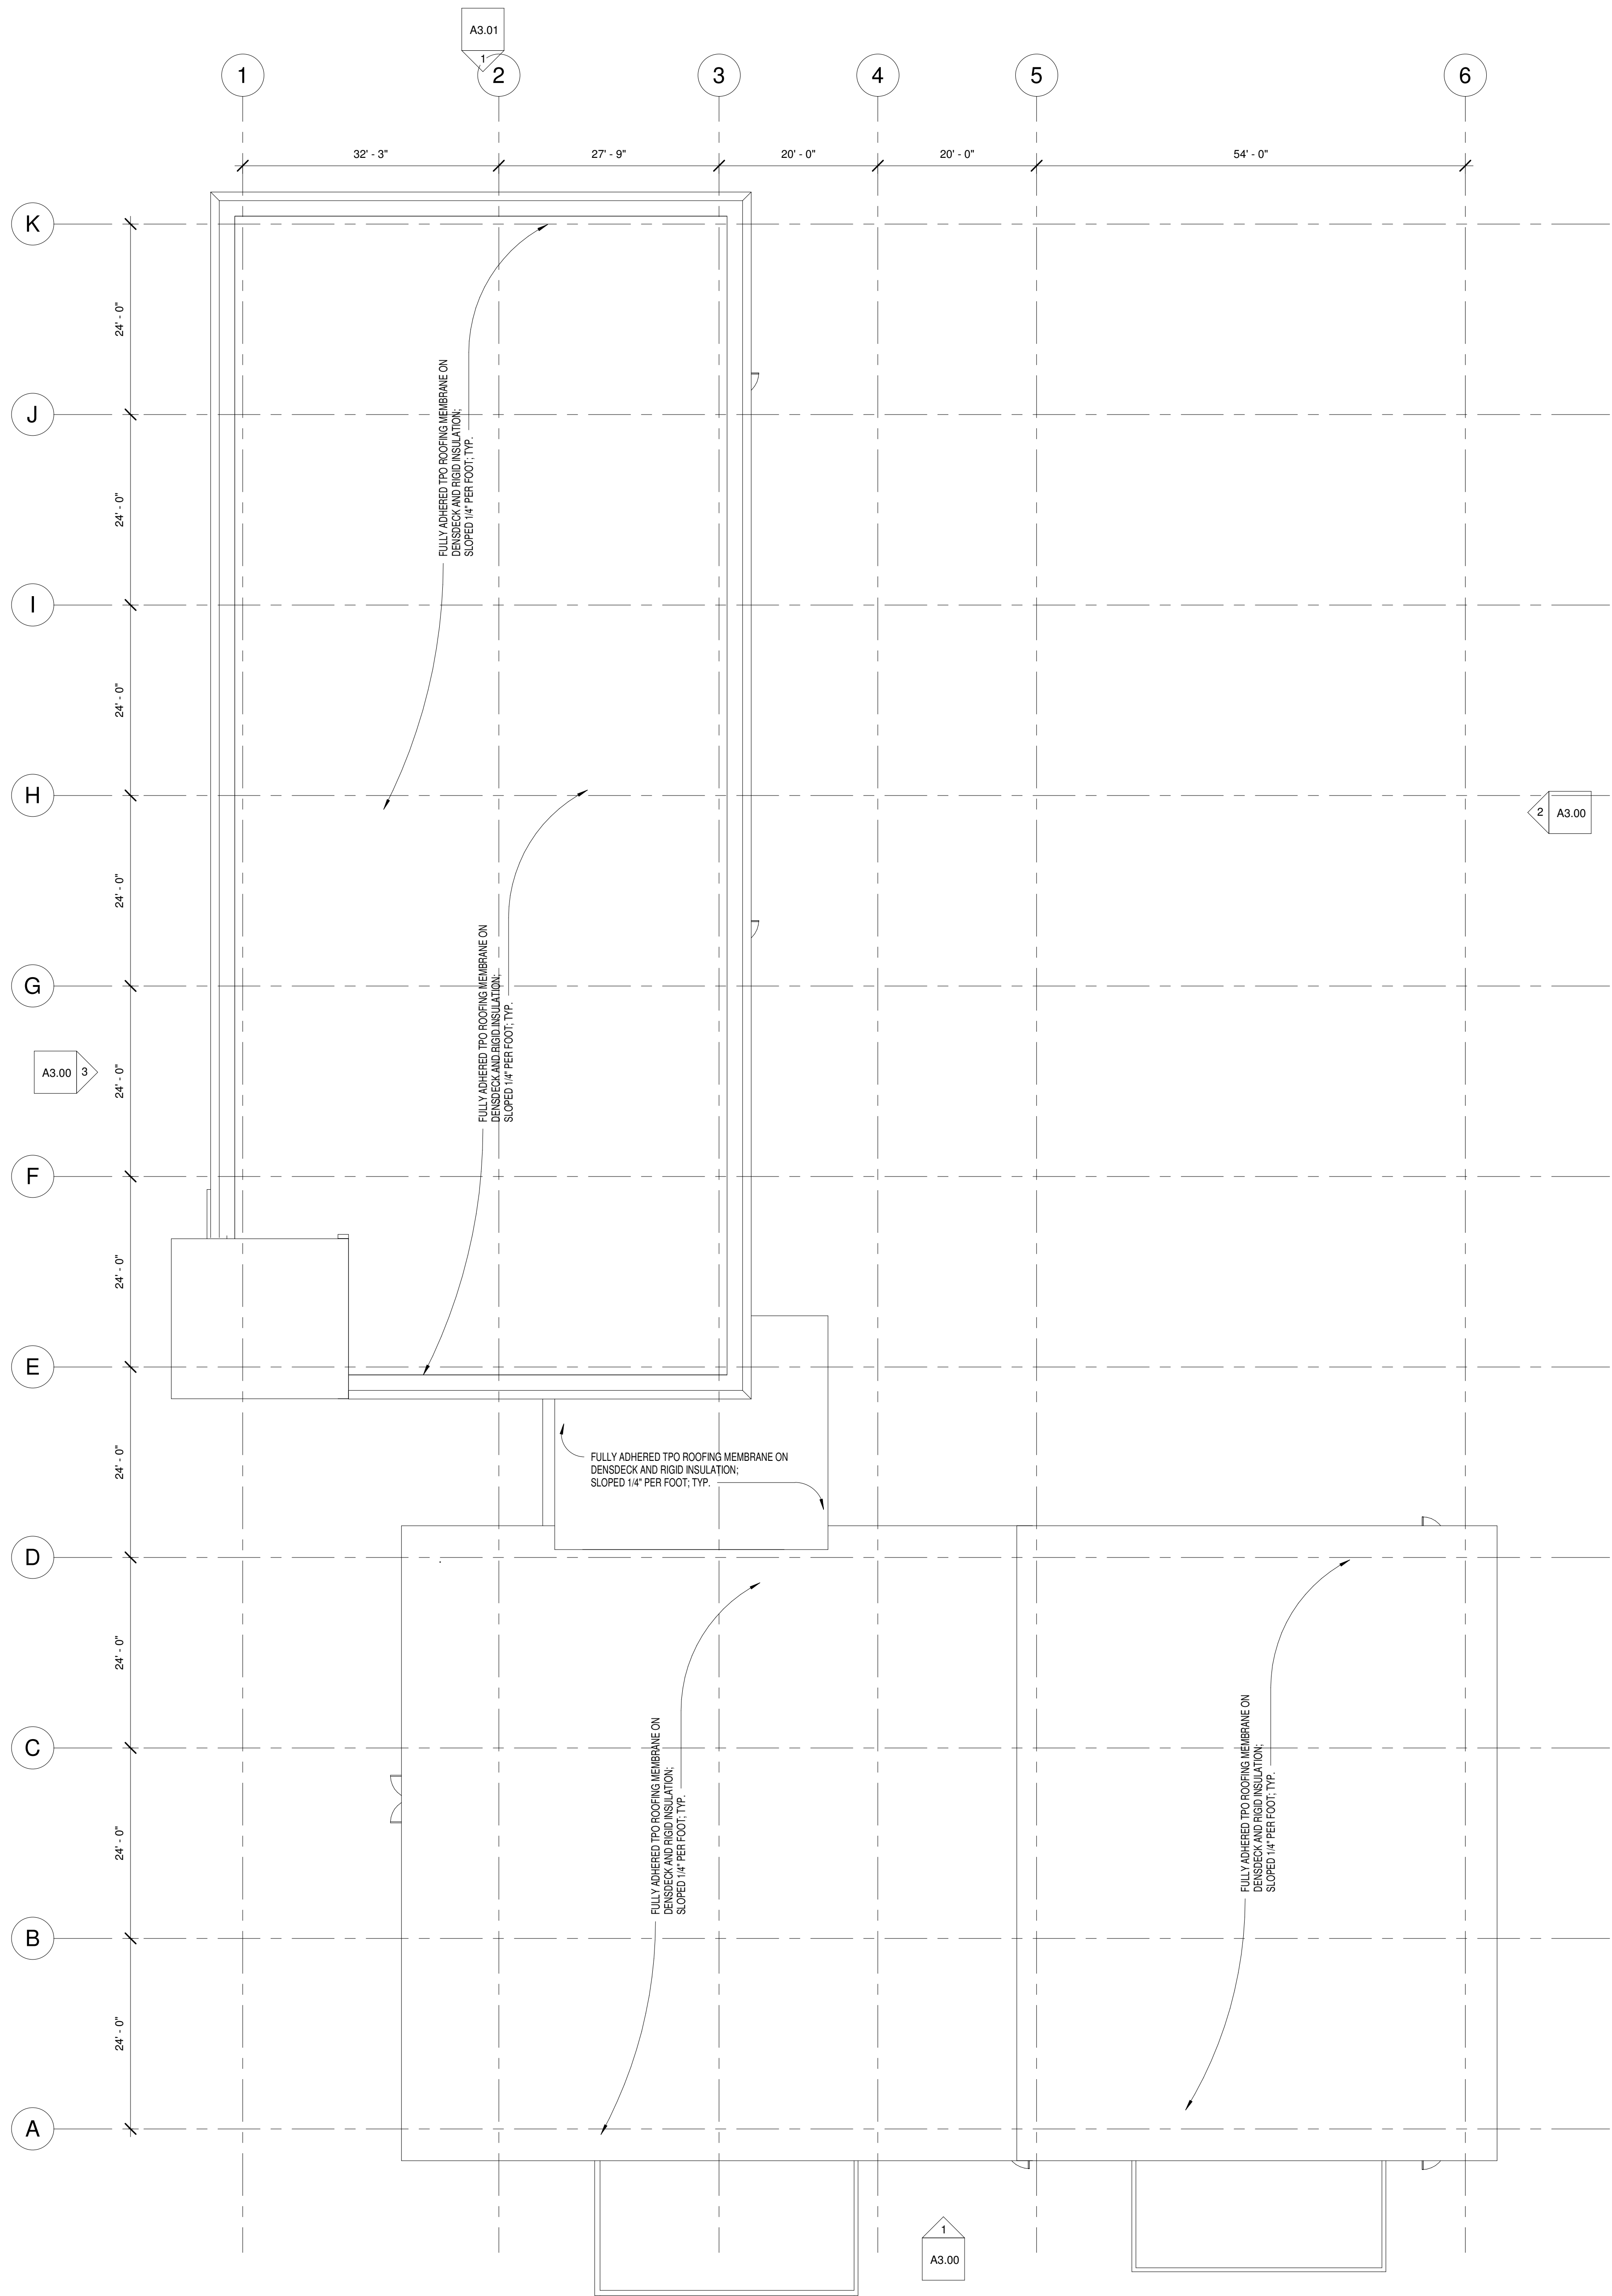 A3.01
1
1
2
3
4
5
6
32' - 3"
27' - 9"
20' - 0"
20' - 0"
54' - 0"
K
24' - 0"
J
24' - 0"
I
24' - 0"
H
24' - 0"
G
24' - 0"
F
24' - 0"
E
24' - 0"
D
24' - 0"
C
24' - 0"
B
24' - 0"
A
24' - 0"
FULLY ADHERED TPO ROOFING MEMBRANE ON
DENSDECK AND RIGID INSULATION;
SLOPED 1/4" PER FOOT; TYP.
2
A3.00
FULLY ADHERED TPO ROOFING MEMBRANE ON
DENSDECK AND RIGID INSULATION;
SLOPED 1/4" PER FOOT; TYP.
A3.00
3
FULLY ADHERED TPO ROOFING MEMBRANE ON
DENSDECK AND RIGID INSULATION;
SLOPED 1/4" PER FOOT; TYP.
FULLY ADHERED TPO ROOFING MEMBRANE ON
DENSDECK AND RIGID INSULATION;
SLOPED 1/4" PER FOOT; TYP.
FULLY ADHERED TPO ROOFING MEMBRANE ON
DENSDECK AND RIGID INSULATION;
SLOPED 1/4" PER FOOT; TYP.
1
A3.00